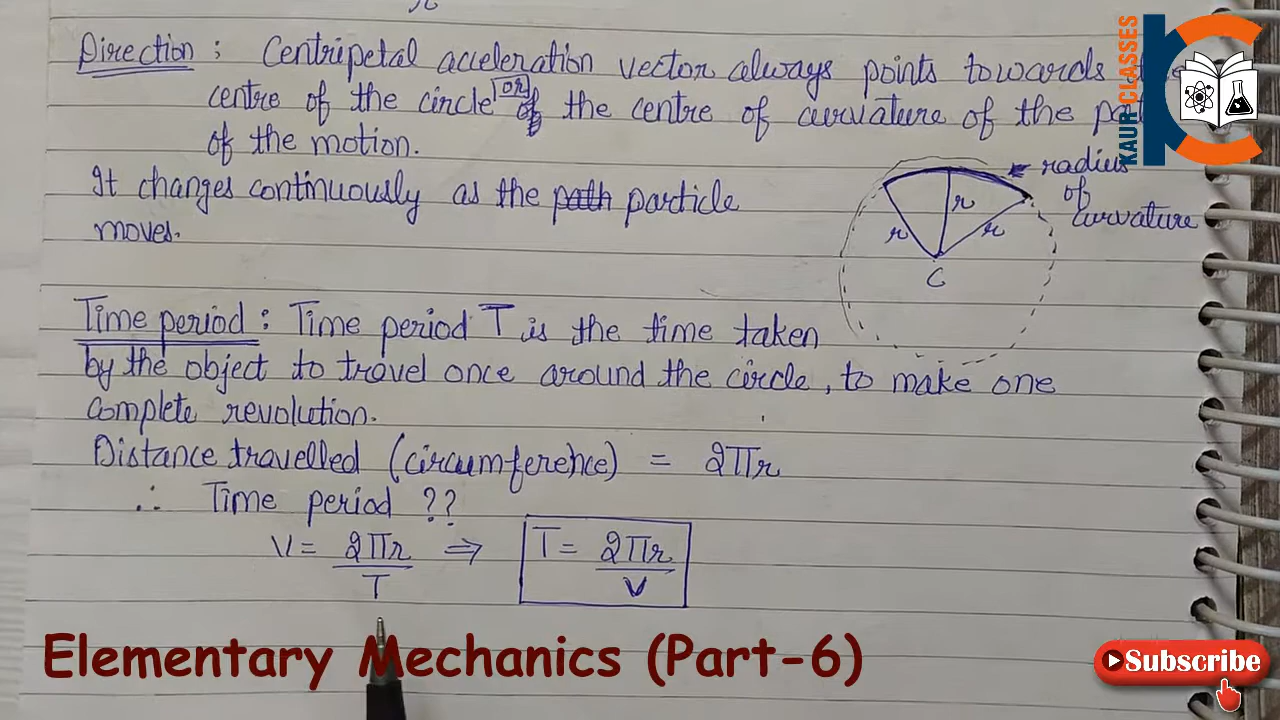 Direction : Centripetal acceleration vector always points towards
centre of the circle or the centre of curvature of the pat
of the motion.
It changes continuously as the path particle
moves.
radius
of
curvature
r
r
r
C
Time period : Time period T is the time taken
by the object to travel once around the circle, to make one
complete revolution.
Distance travelled (circumference) = 2πr
∴ Time period ??
V = 2πr/T ⇒ T = 2πr/V
Elementary Mechanics (Part-6)
KAUR CLASSES
Subscribe